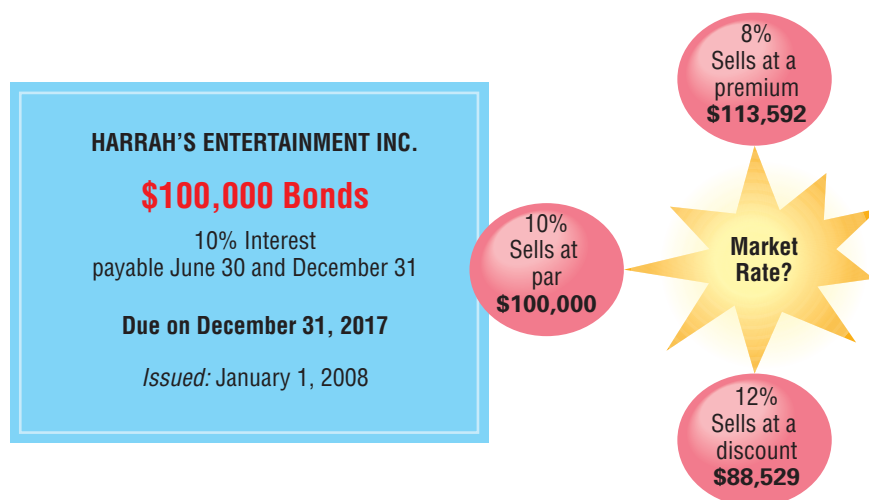 HARRAH'S ENTERTAINMENT INC.
$100,000 Bonds
10% Interest
payable June 30 and December 31
Due on December 31, 2017
Issued: January 1, 2008
10%
Sells at
par
$100,000
8%
Sells at a
premium
$113,592
Market
Rate?
12%
Sells at a
discount
$88,529